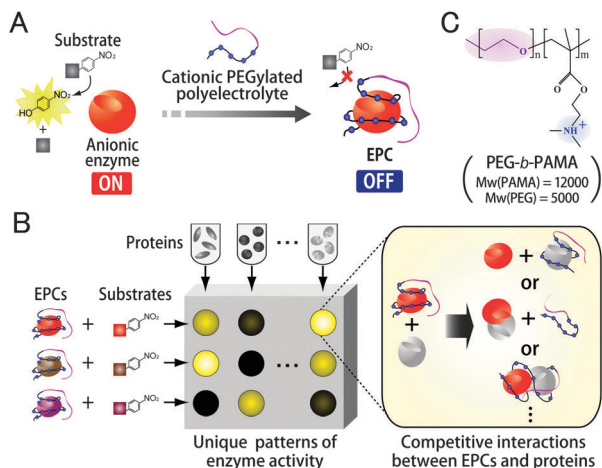 A
Substrate
NO₂
NO₂
HO
+
Anionic
enzyme
ON
Cationic PEGylated
polyelectrolyte
NO₂
EPC
OFF
C
O
n
m
O
O
NH+
PEG-b-PAMA
Mw(PAMA) = 12000
Mw(PEG) = 5000
B
Proteins
...
EPCs
Substrates
+
NO₂
+
NO₂
...
+
NO₂
Unique patterns of
enzyme activity
+
or
+
+
or
...
Competitive interactions
between EPCs and proteins